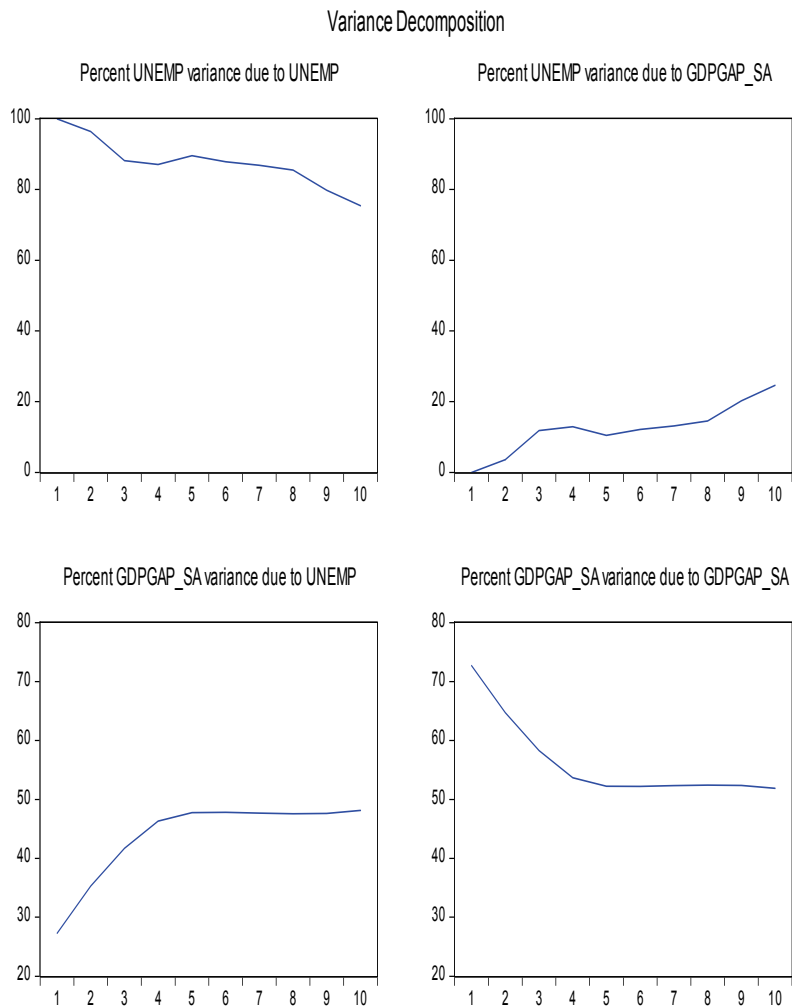 Variance Decomposition
Percent UNEMP variance due to UNEMP
100
80
60
40
20
0
1 2 3 4 5 6 7 8 9 10
Percent UNEMP variance due to GDPGAP_SA
100
80
60
40
20
0
1 2 3 4 5 6 7 8 9 10
Percent GDPGAP_SA variance due to UNEMP
80
70
60
50
40
30
20
1 2 3 4 5 6 7 8 9 10
Percent GDPGAP_SA variance due to GDPGAP_SA
80
70
60
50
40
30
20
1 2 3 4 5 6 7 8 9 10